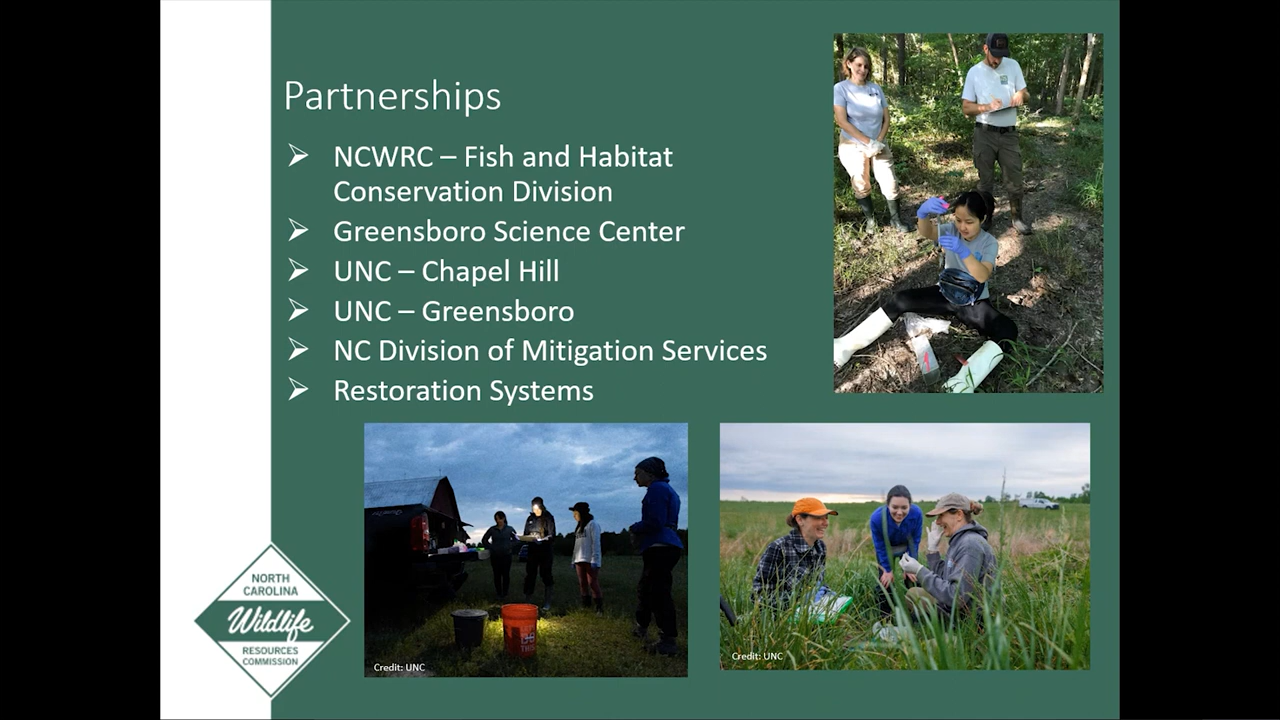 Partnerships
NCWRC – Fish and Habitat
Conservation Division
Greensboro Science Center
UNC – Chapel Hill
UNC – Greensboro
NC Division of Mitigation Services
Restoration Systems
NORTH
CAROLINA
Wildlife
RESOURCES
COMMISSION
Credit: UNC
Credit: UNC